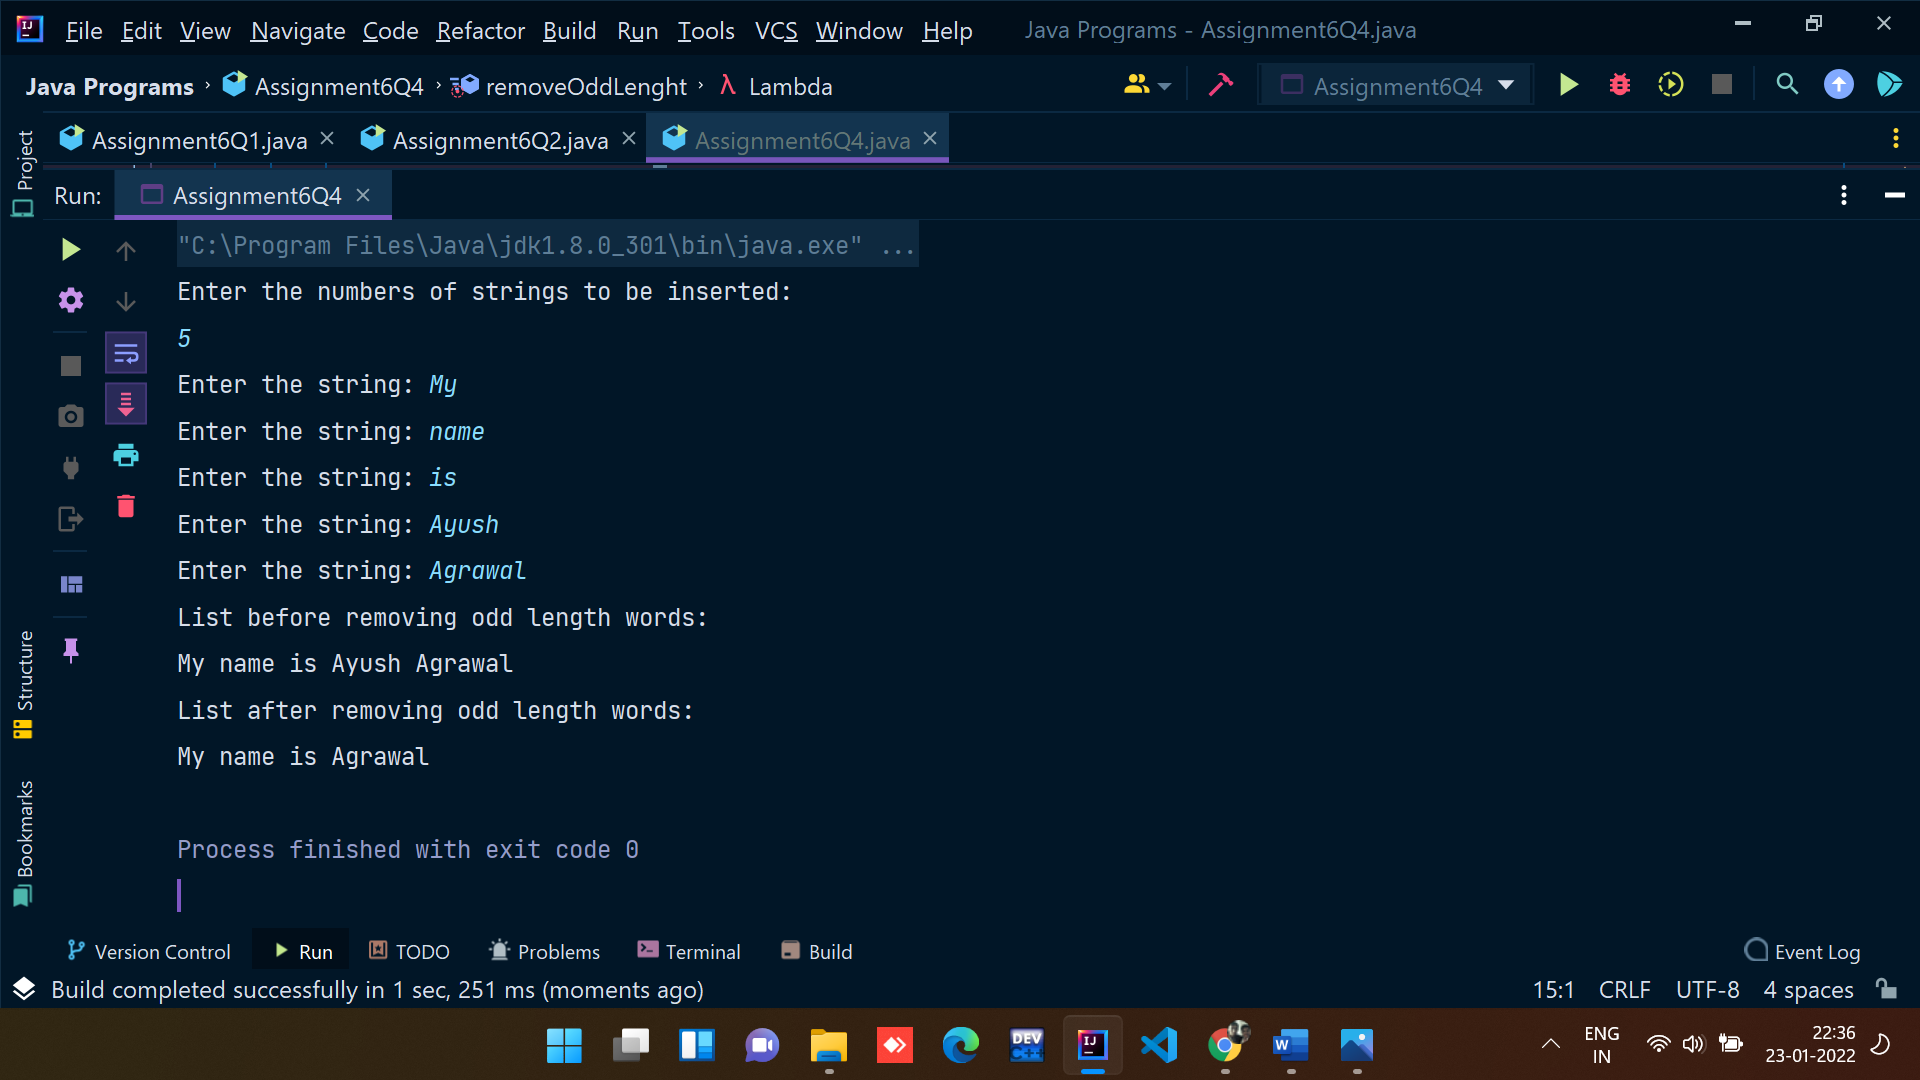 File Edit View Navigate Code Refactor Build Run Tools VCS Window Help Java Programs - Assignment6Q4.java
Java Programs › Assignment6Q4 › removeOddLenght › λ Lambda Assignment6Q4
Assignment6Q1.java Assignment6Q2.java Assignment6Q4.java
Project
Run: Assignment6Q4
"C:\Program Files\Java\jdk1.8.0_301\bin\java.exe" ...
Enter the numbers of strings to be inserted:
5
Enter the string: My
Enter the string: name
Enter the string: is
Enter the string: Ayush
Enter the string: Agrawal
List before removing odd length words:
My name is Ayush Agrawal
List after removing odd length words:
My name is Agrawal
Process finished with exit code 0
Structure
Bookmarks
Version Control Run TODO Problems Terminal Build Event Log
Build completed successfully in 1 sec, 251 ms (moments ago) 15:1 CRLF UTF-8 4 spaces
DEV C++ IJ W
ENG
IN
22:36
23-01-2022